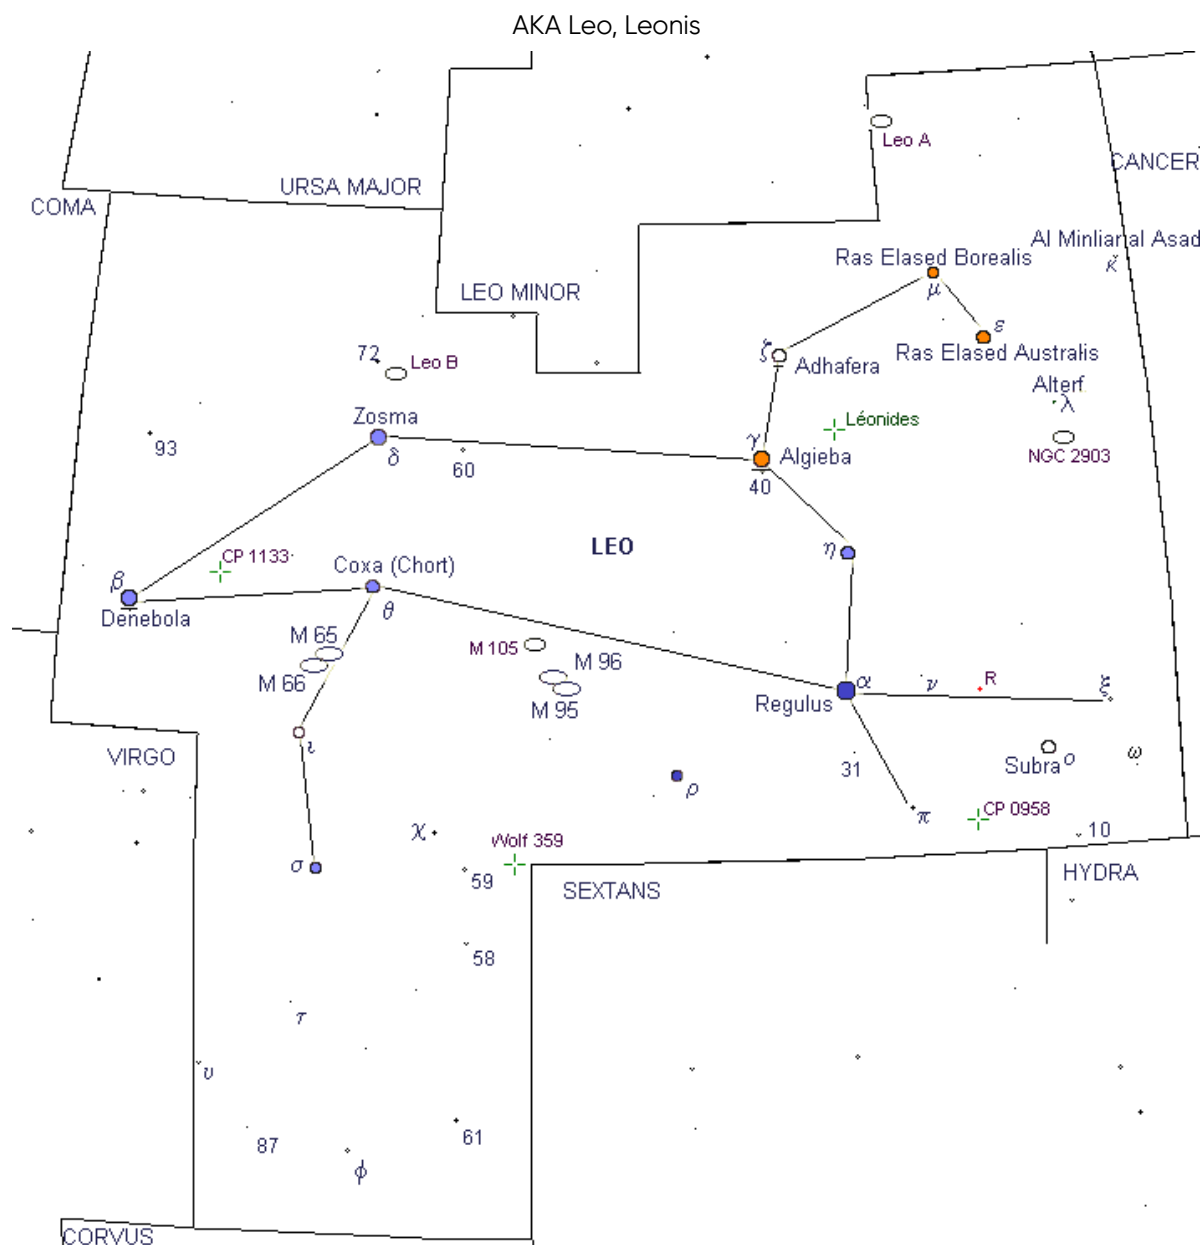 AKA Leo, Leonis
Leo A
CANCER
URSA MAJOR
COMA
Al Minliar al Asad
κ
Ras Elased Borealis
μ
LEO MINOR
ε
ζ
Ras Elased Australis
72
Leo B
Adhafera
Alterf
λ
Zosma
Léonides
93
δ
60
γ
Algieba
NGC 2903
40
LEO
η
CP 1133
Coxa (Chort)
β
Denebola
θ
M 65
M 66
M 105
M 96
M 95
α
ν
R
ξ
Regulus
VIRGO
ι
31
Subra
ο
ω
ρ
π
CP 0958
10
χ
Wolf 359
σ
59
SEXTANS
HYDRA
58
τ
υ
87
61
φ
CORVUS